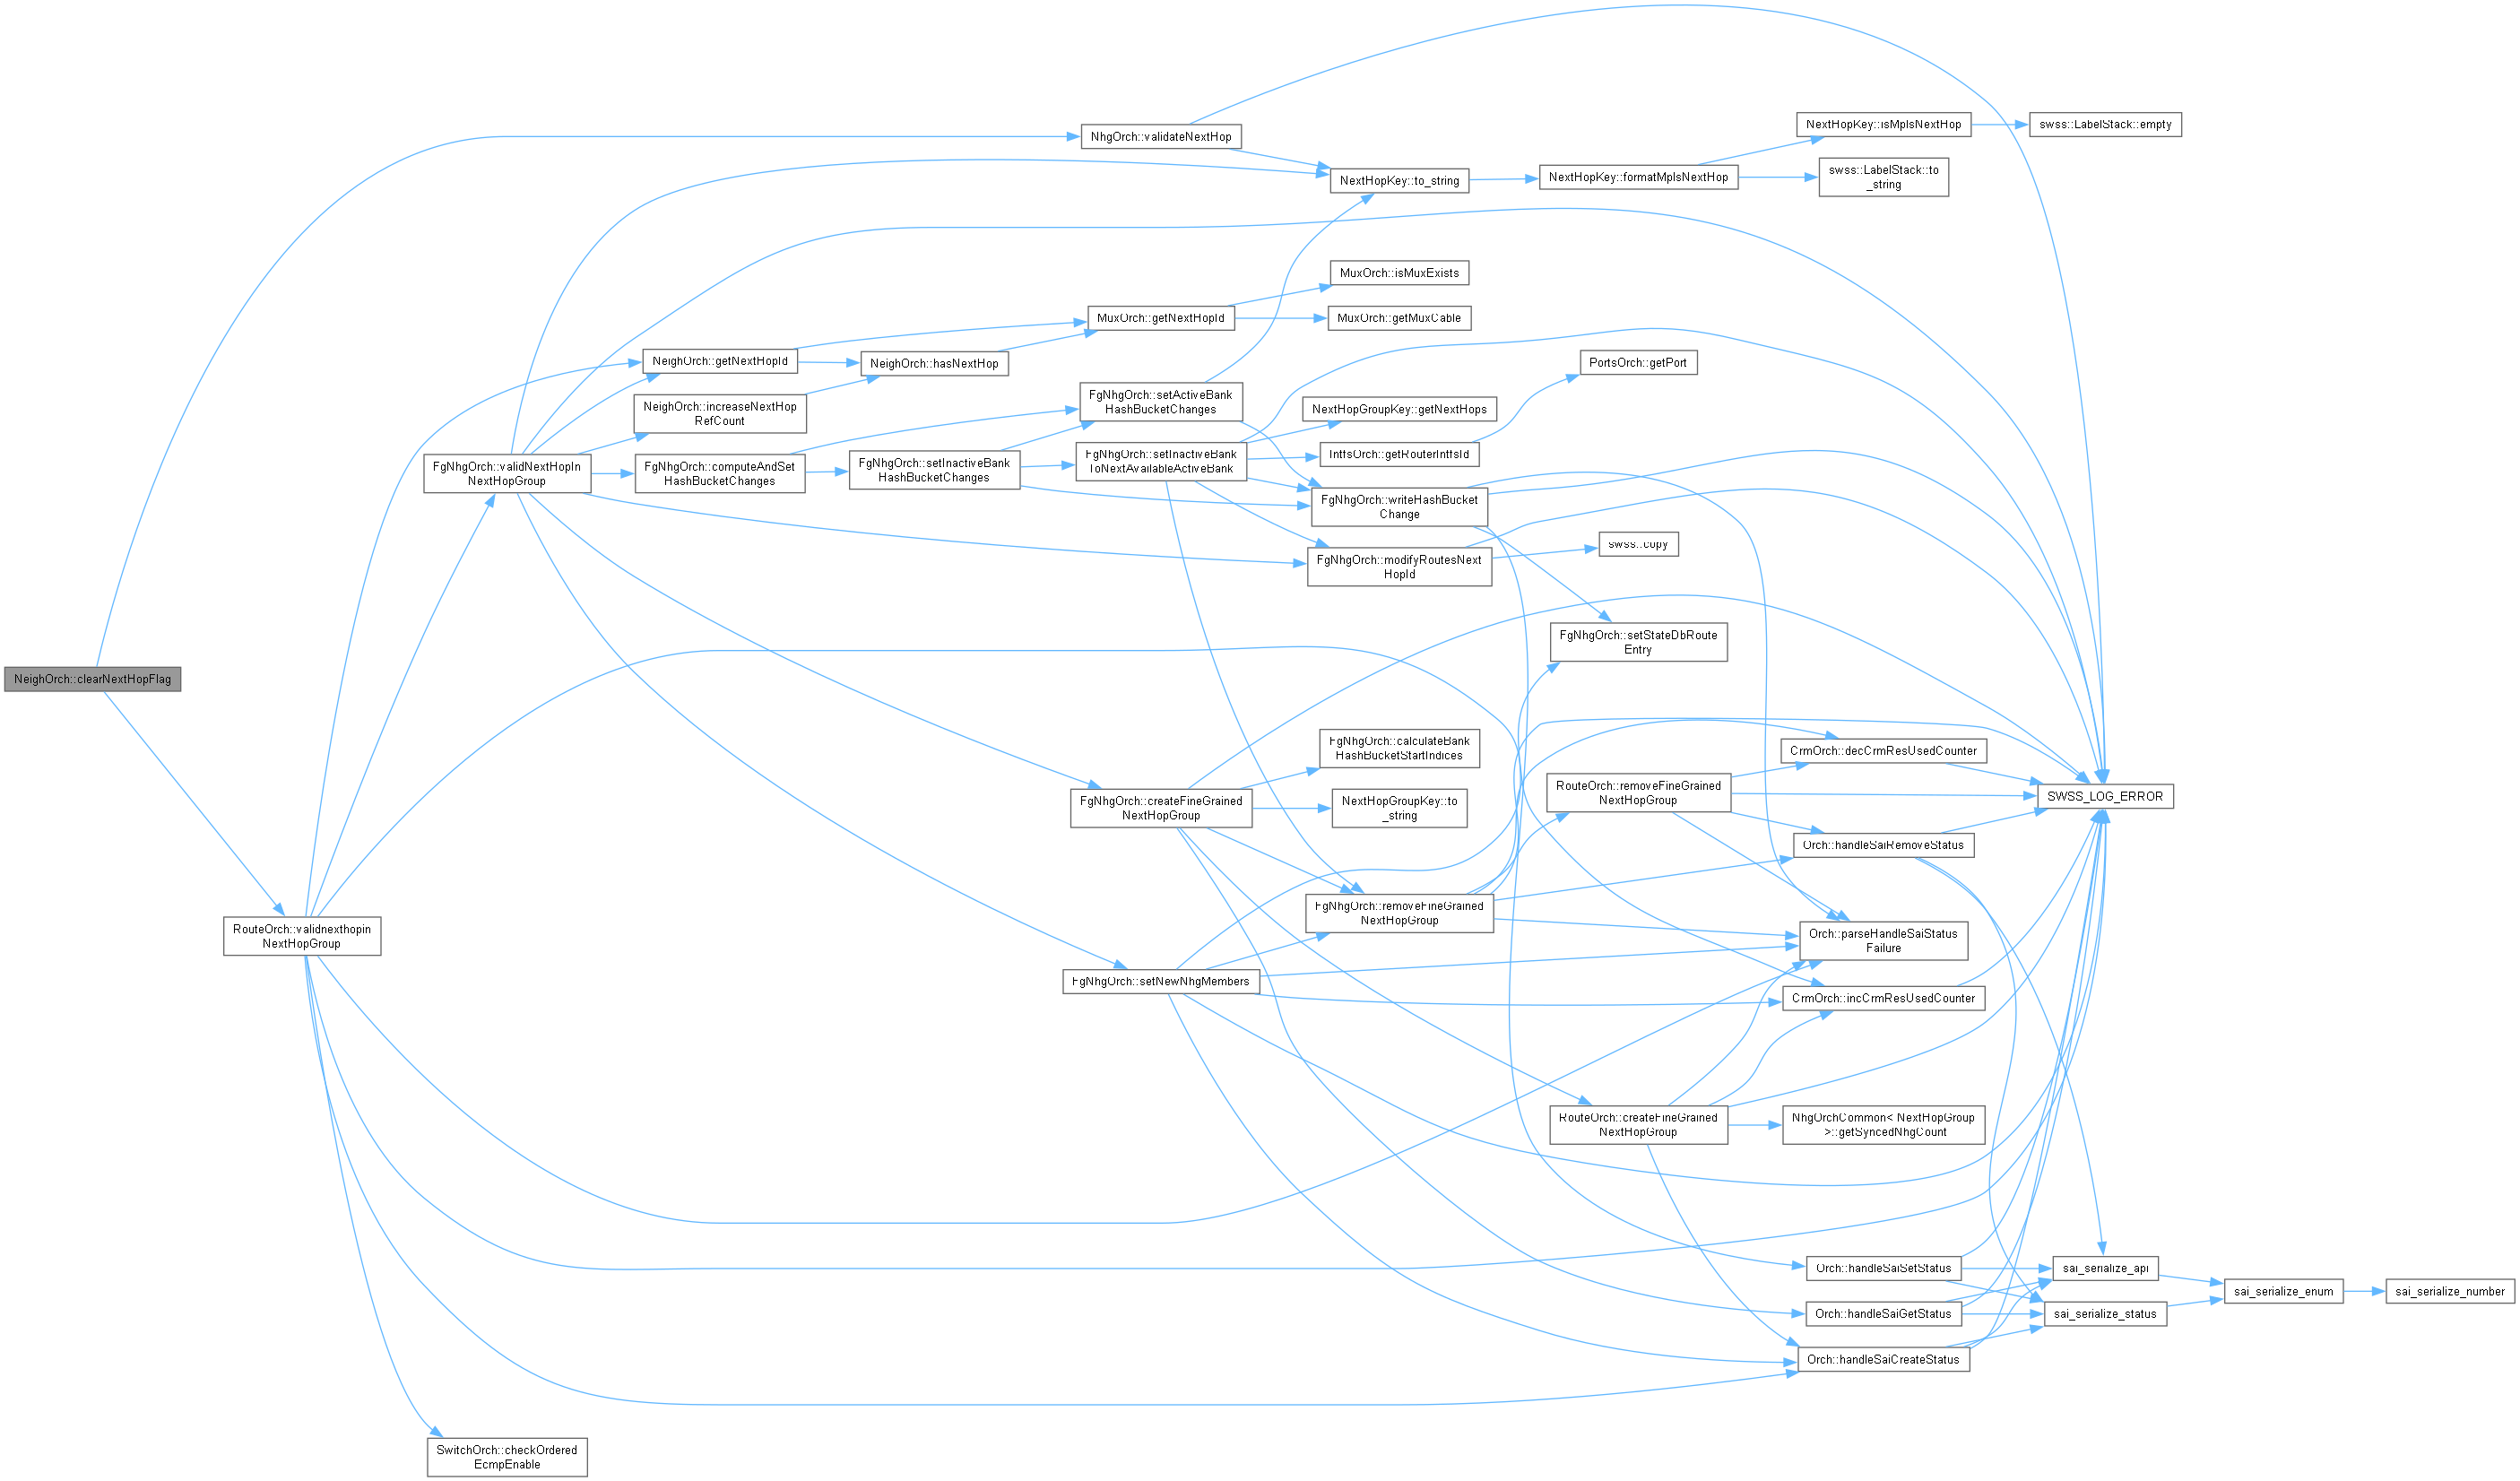 NhgOrch::validateNextHop
NextHopKey::isMplsNextHop
swss::LabelStack::empty
NextHopKey::to_string
NextHopKey::formatMplsNextHop
swss::LabelStack::to
_string
MuxOrch::isMuxExists
MuxOrch::getNextHopId
MuxOrch::getMuxCable
NeighOrch::getNextHopId
NeighOrch::hasNextHop
PortsOrch::getPort
NeighOrch::increaseNextHop
RefCount
FgNhgOrch::setActiveBank
HashBucketChanges
NextHopGroupKey::getNextHops
FgNhgOrch::validNextHopIn
NextHopGroup
FgNhgOrch::computeAndSet
HashBucketChanges
FgNhgOrch::setInactiveBank
HashBucketChanges
FgNhgOrch::setInactiveBank
ToNextAvailableActiveBank
IntfsOrch::getRouterIntfsId
FgNhgOrch::writeHashBucket
Change
FgNhgOrch::modifyRoutesNext
HopId
swss::copy
FgNhgOrch::setStateDbRoute
Entry
NeighOrch::clearNextHopFlag
FgNhgOrch::calculateBank
HashBucketStartIndices
CrmOrch::decCrmResUsedCounter
FgNhgOrch::createFineGrained
NextHopGroup
NextHopGroupKey::to
_string
RouteOrch::removeFineGrained
NextHopGroup
SWSS_LOG_ERROR
Orch::handleSaiRemoveStatus
RouteOrch::validnexthopin
NextHopGroup
FgNhgOrch::removeFineGrained
NextHopGroup
Orch::parseHandleSaiStatus
Failure
FgNhgOrch::setNewNhgMembers
CrmOrch::incCrmResUsedCounter
RouteOrch::createFineGrained
NextHopGroup
NhgOrchCommon< NextHopGroup
>::getSyncedNhgCount
Orch::handleSaiSetStatus
sai_serialize_api
Orch::handleSaiGetStatus
sai_serialize_status
sai_serialize_enum
sai_serialize_number
Orch::handleSaiCreateStatus
SwitchOrch::checkOrdered
EcmpEnable